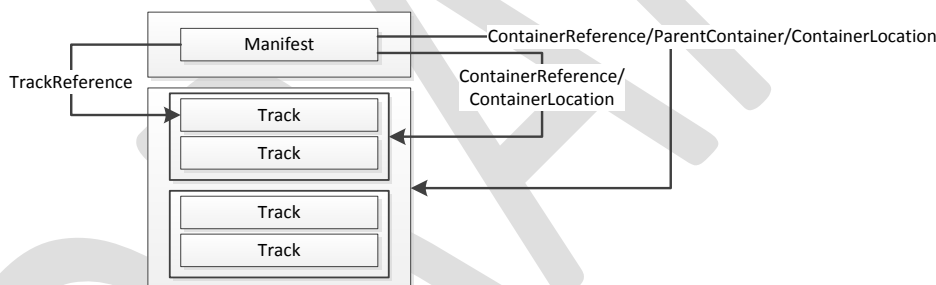 Manifest
ContainerReference/ParentContainer/ContainerLocation
TrackReference
ContainerReference/
ContainerLocation
Track
Track
Track
Track